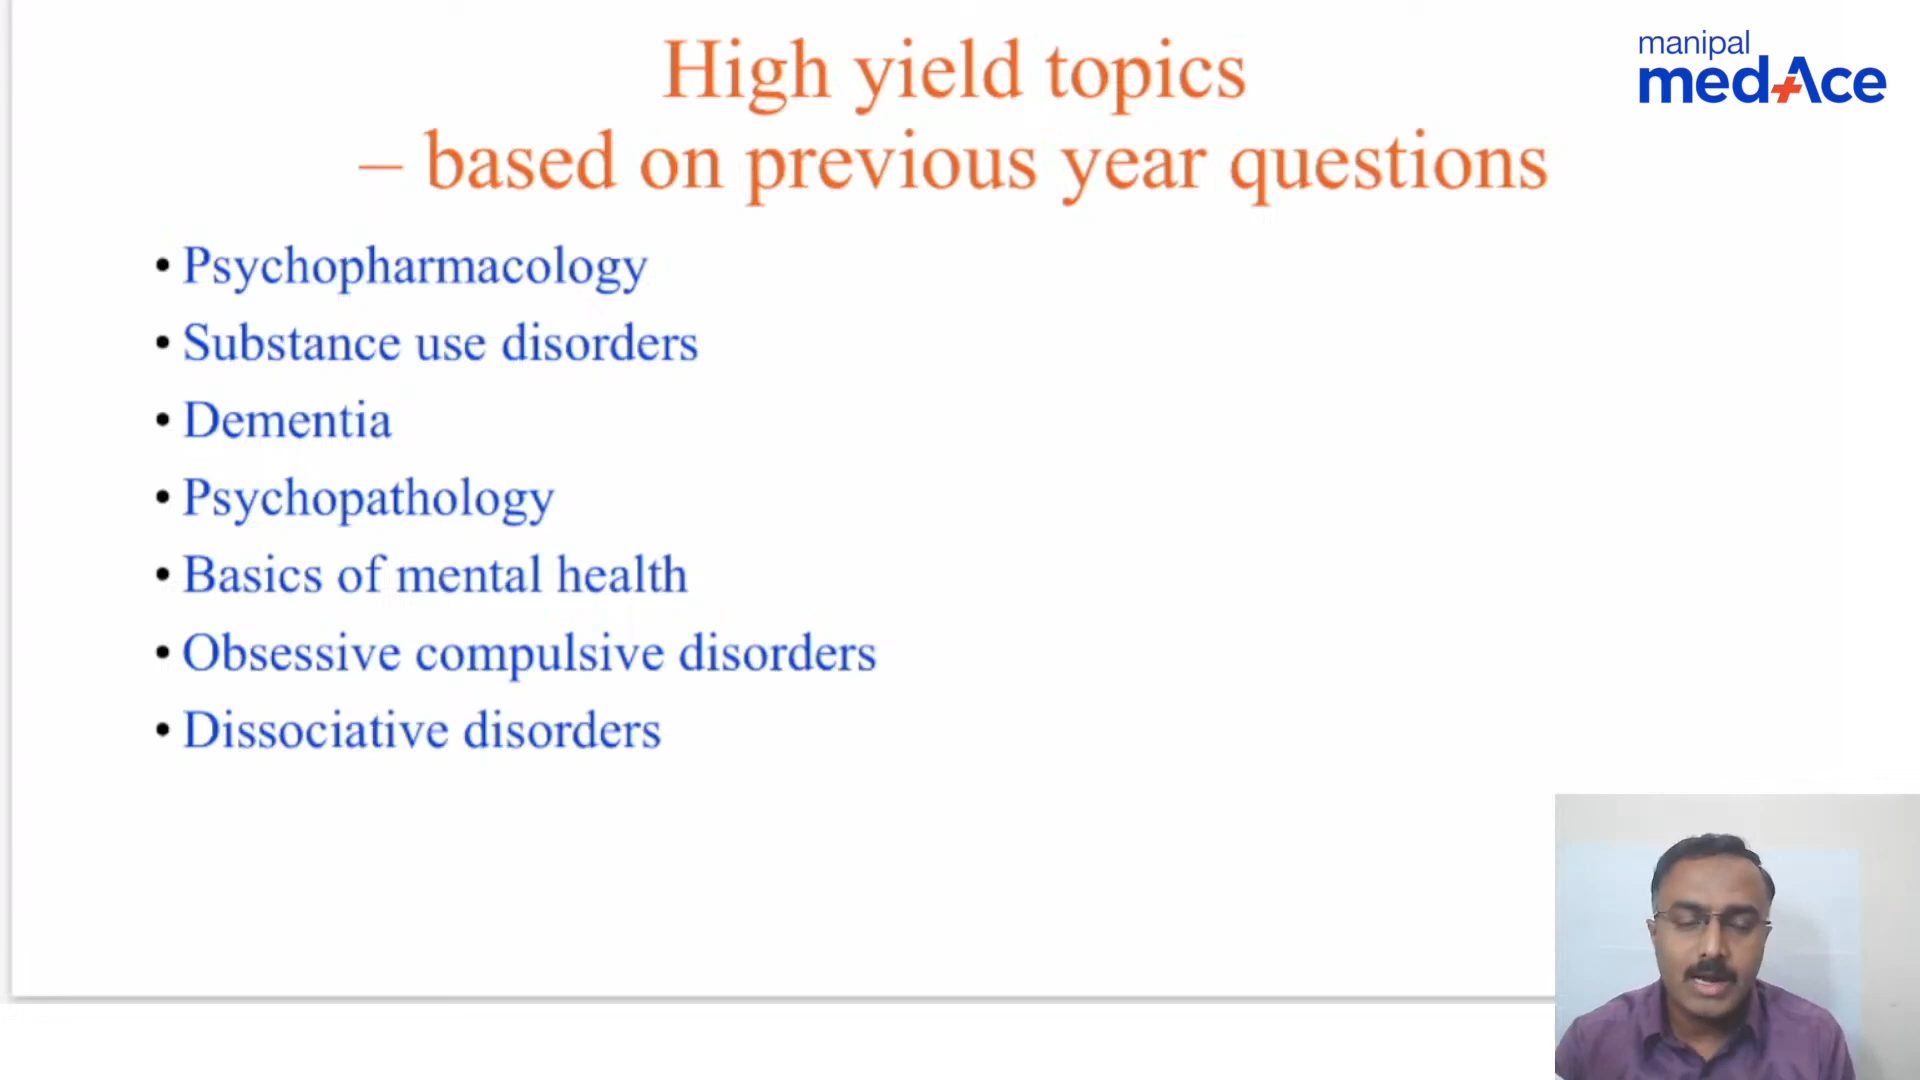 High yield topics
– based on previous year questions
manipal
medAce
• Psychopharmacology
• Substance use disorders
• Dementia
• Psychopathology
• Basics of mental health
• Obsessive compulsive disorders
• Dissociative disorders